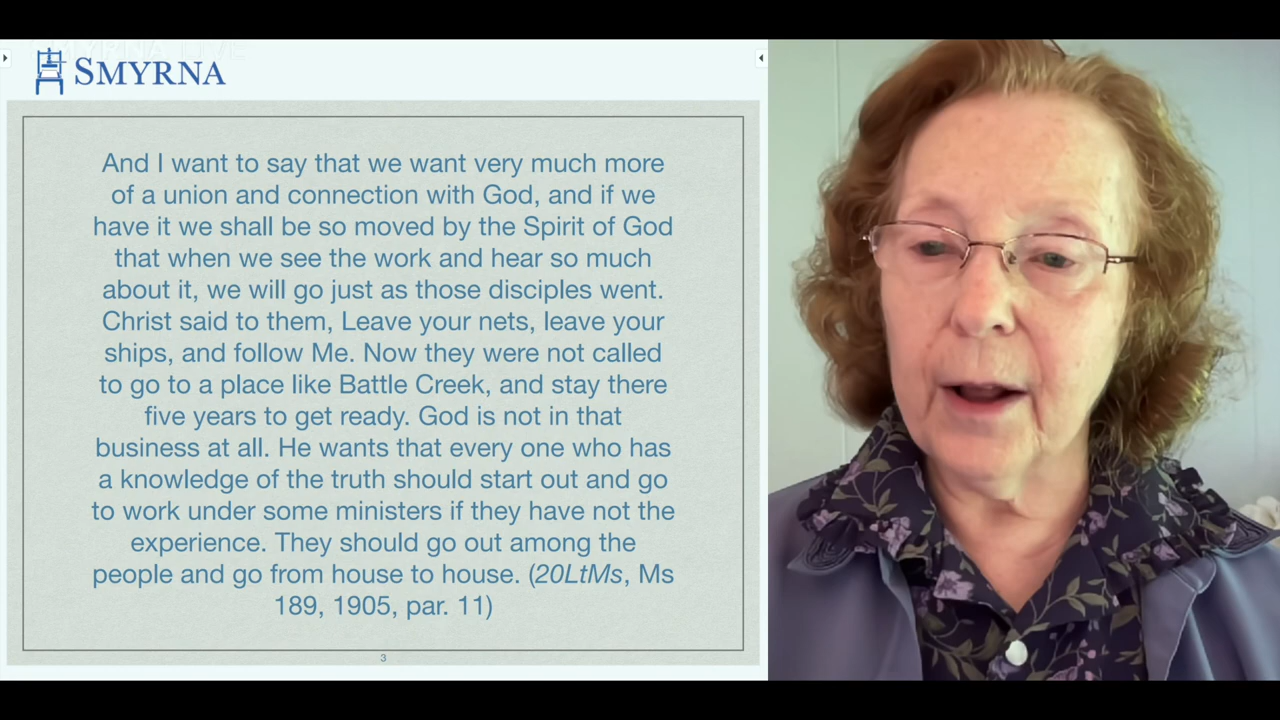 SMYRNA
And I want to say that we want very much more
of a union and connection with God, and if we
have it we shall be so moved by the Spirit of God
that when we see the work and hear so much
about it, we will go just as those disciples went.
Christ said to them, Leave your nets, leave your
ships, and follow Me. Now they were not called
to go to a place like Battle Creek, and stay there
five years to get ready. God is not in that
business at all. He wants that every one who has
a knowledge of the truth should start out and go
to work under some ministers if they have not the
experience. They should go out among the
people and go from house to house. (20LtMs, Ms
189, 1905, par. 11)
3